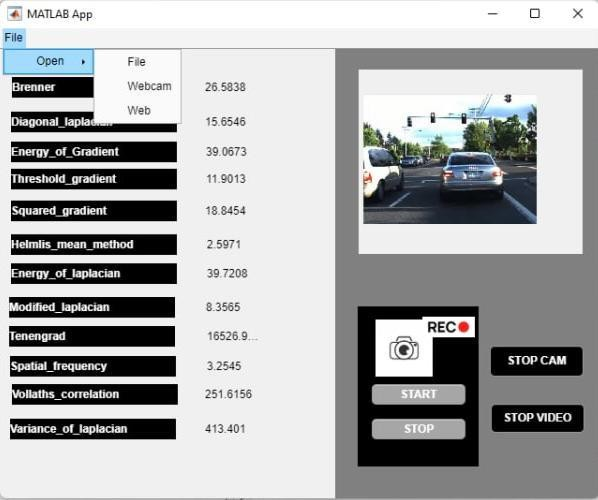 MATLAB App
File
Open
File
Webcam
Web
Brenner 26.5838
Diagonal_laplacian 15.6546
Energy_of_Gradient 39.0673
Threshold_gradient 11.9013
Squared_gradient 18.8454
Helmlis_mean_method 2.5971
Energy_of_laplacian 39.7208
Modified_laplacian 8.3565
Tenengrad 16526.9...
Spatial_frequency 3.2545
Vollaths_correlation 251.6156
Variance_of_laplacian 413.401
REC
START
STOP
STOP CAM
STOP VIDEO